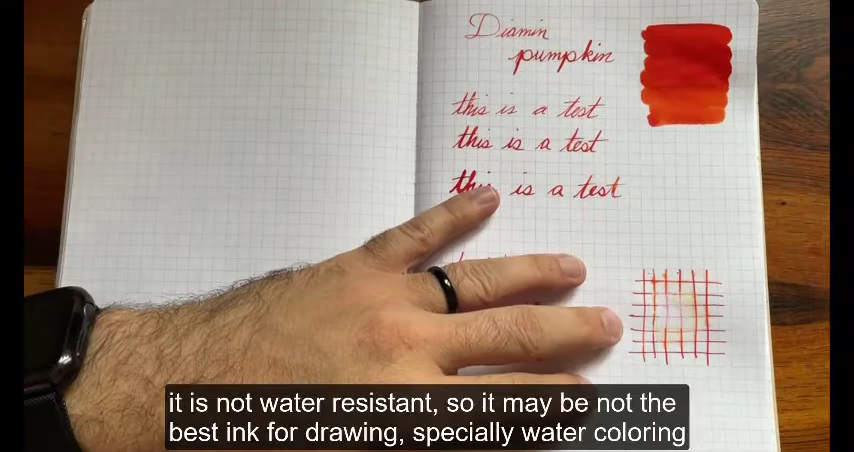 Diamin
pumpkin
this is a test
this is a test
this is a test
it is not water resistant, so it may be not the
best ink for drawing, specially water coloring